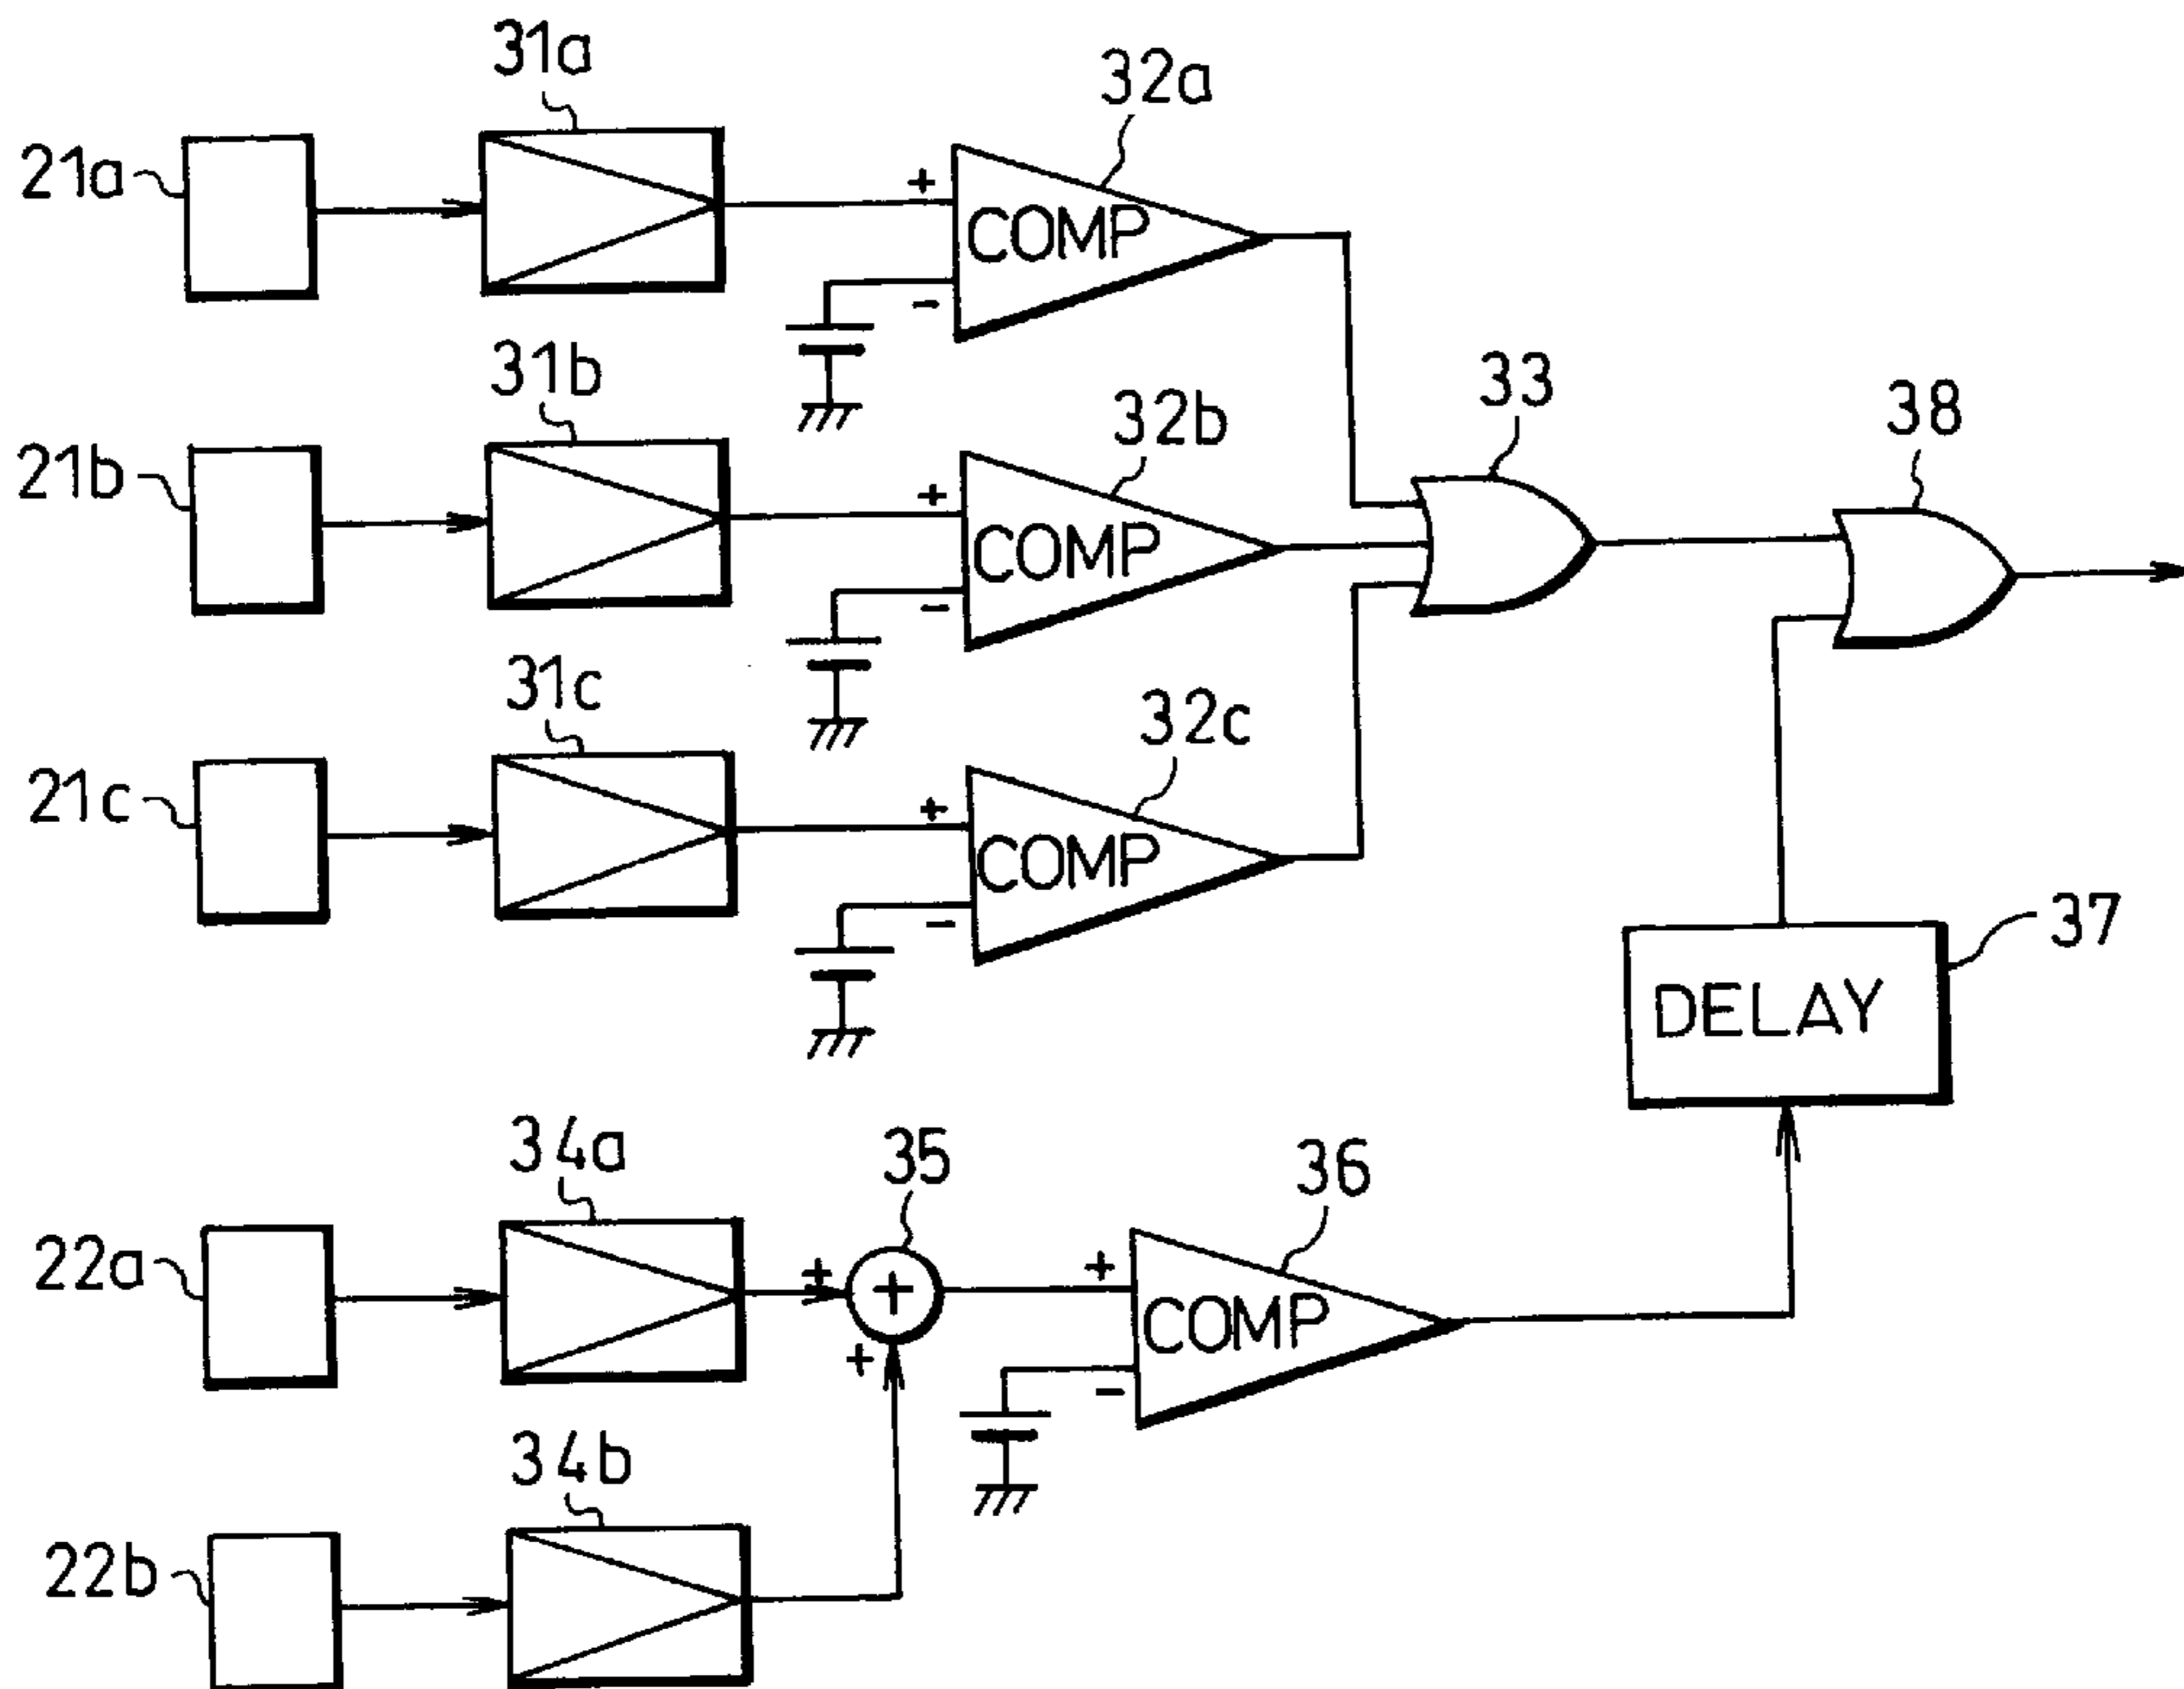 31a
32a
21a
+
COMP
-
31b
32b
33
38
21b
+
COMP
-
31c
32c
21c
+
COMP
-
37
DELAY
34a
35
36
22a
+
+
+
COMP
+
-
34b
22b